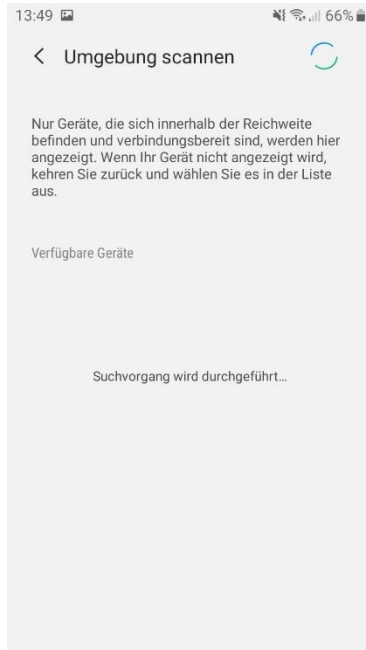 13:49 66%
Umgebung scannen
Nur Geräte, die sich innerhalb der Reichweite
befinden und verbindungsbereit sind, werden hier
angezeigt. Wenn Ihr Gerät nicht angezeigt wird,
kehren Sie zurück und wählen Sie es in der Liste
aus.
Verfügbare Geräte
Suchvorgang wird durchgeführt...